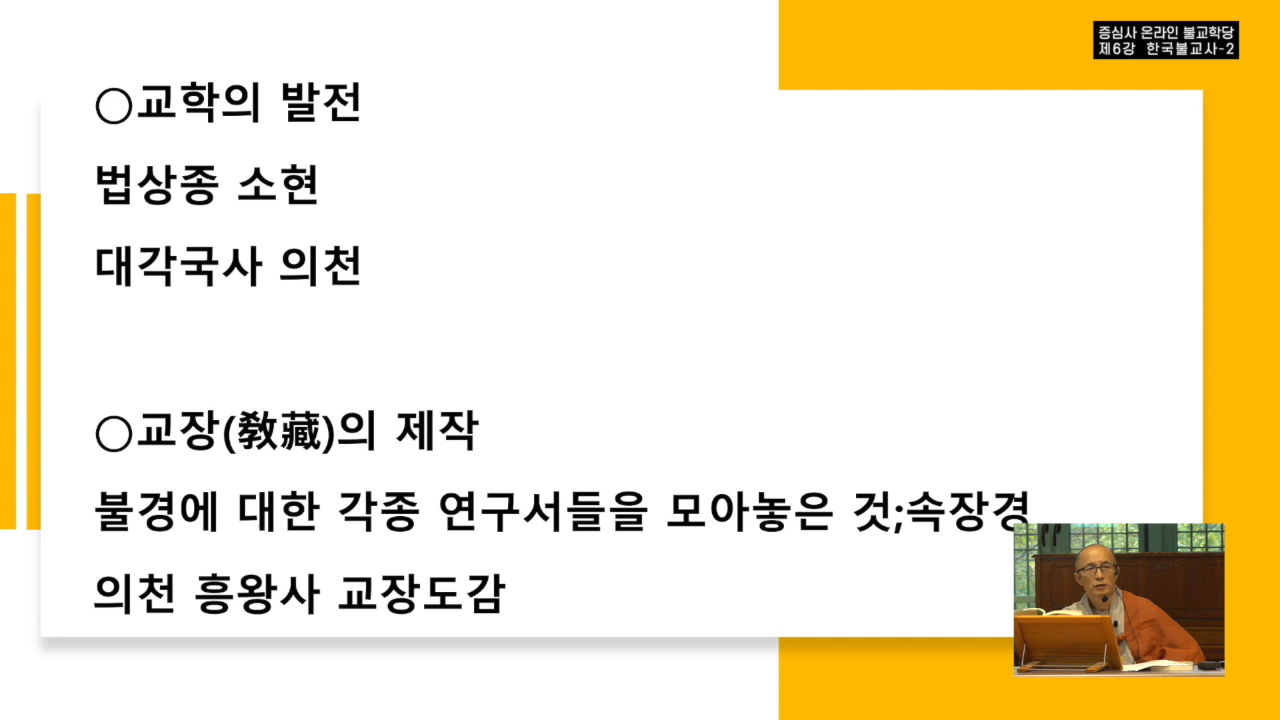 증심사 온라인 불교학당
제6강 한국불교사-2
○교학의 발전
법상종 소현
대각국사 의천
○교장(敎藏)의 제작
불경에 대한 각종 연구서들을 모아놓은 것;속장경
의천 흥왕사 교장도감